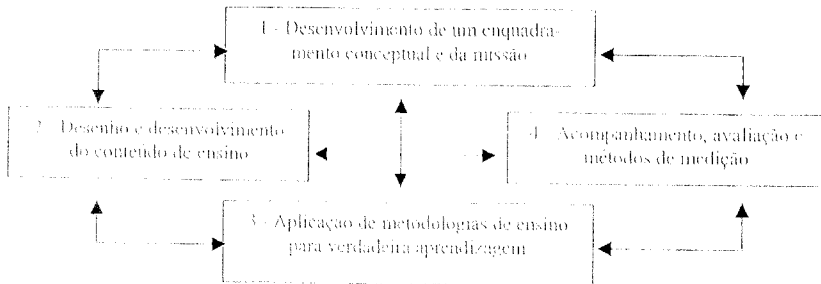 1 - Desenvolvimento de um enquadra-
mento conceptual e da missão
2 - Desenho e desenvolvimento
do conteúdo de ensino
4 - Acompanhamento, avaliação e
métodos de medição
3 - Aplicação de metodologias de ensino
para verdadeira aprendizagem